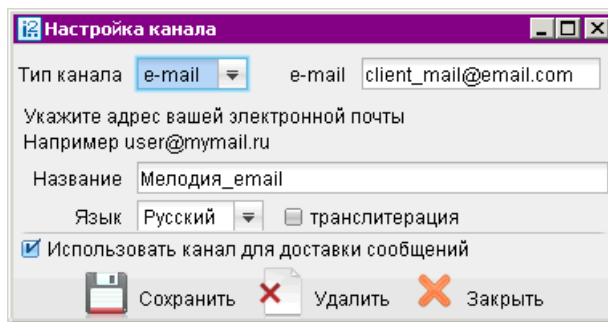 i2 Настройка канала
Тип канала e-mail e-mail client_mail@email.com
Укажите адрес вашей электронной почты
Например user@mymail.ru
Название Мелодия_email
Язык Русский транслитерация
Использовать канал для доставки сообщений
Сохранить Удалить Закрыть